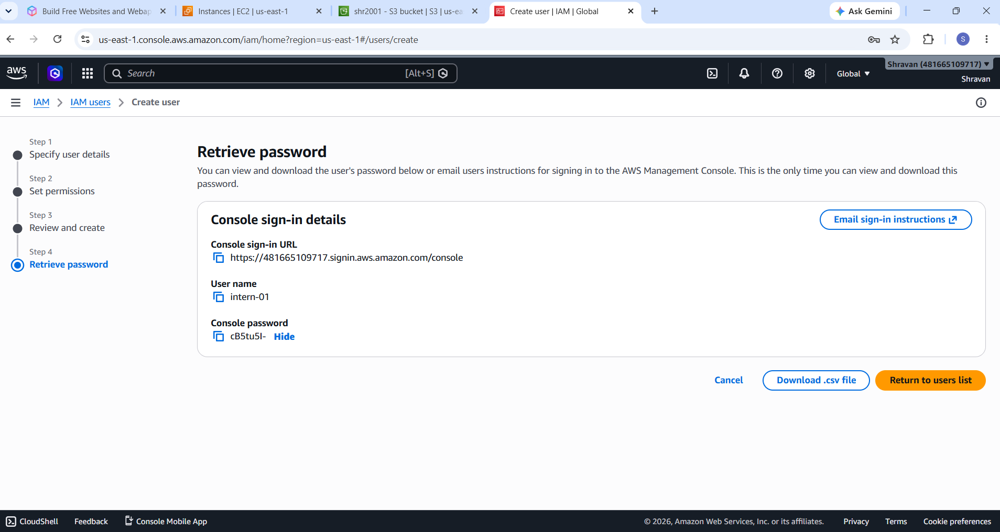 Build Free Websites and Webap
Instances | EC2 | us-east-1
shr2001 - S3 bucket | S3 | us-ea
Create user | IAM | Global
Ask Gemini
us-east-1.console.aws.amazon.com/iam/home?region=us-east-1#/users/create
S
aws
Search
[Alt+S]
Global
Shravan (481665109717)
Shravan
IAM
IAM users
Create user
Step 1
Specify user details
Step 2
Set permissions
Step 3
Review and create
Step 4
Retrieve password
Retrieve password
You can view and download the user's password below or email users instructions for signing in to the AWS Management Console. This is the only time you can view and download this
password.
Console sign-in details
Email sign-in instructions
Console sign-in URL
https://481665109717.signin.aws.amazon.com/console
User name
intern-01
Console password
cB5tu5I- Hide
Cancel
Download .csv file
Return to users list
CloudShell
Feedback
Console Mobile App
© 2026, Amazon Web Services, Inc. or its affiliates.
Privacy
Terms
Cookie preferences